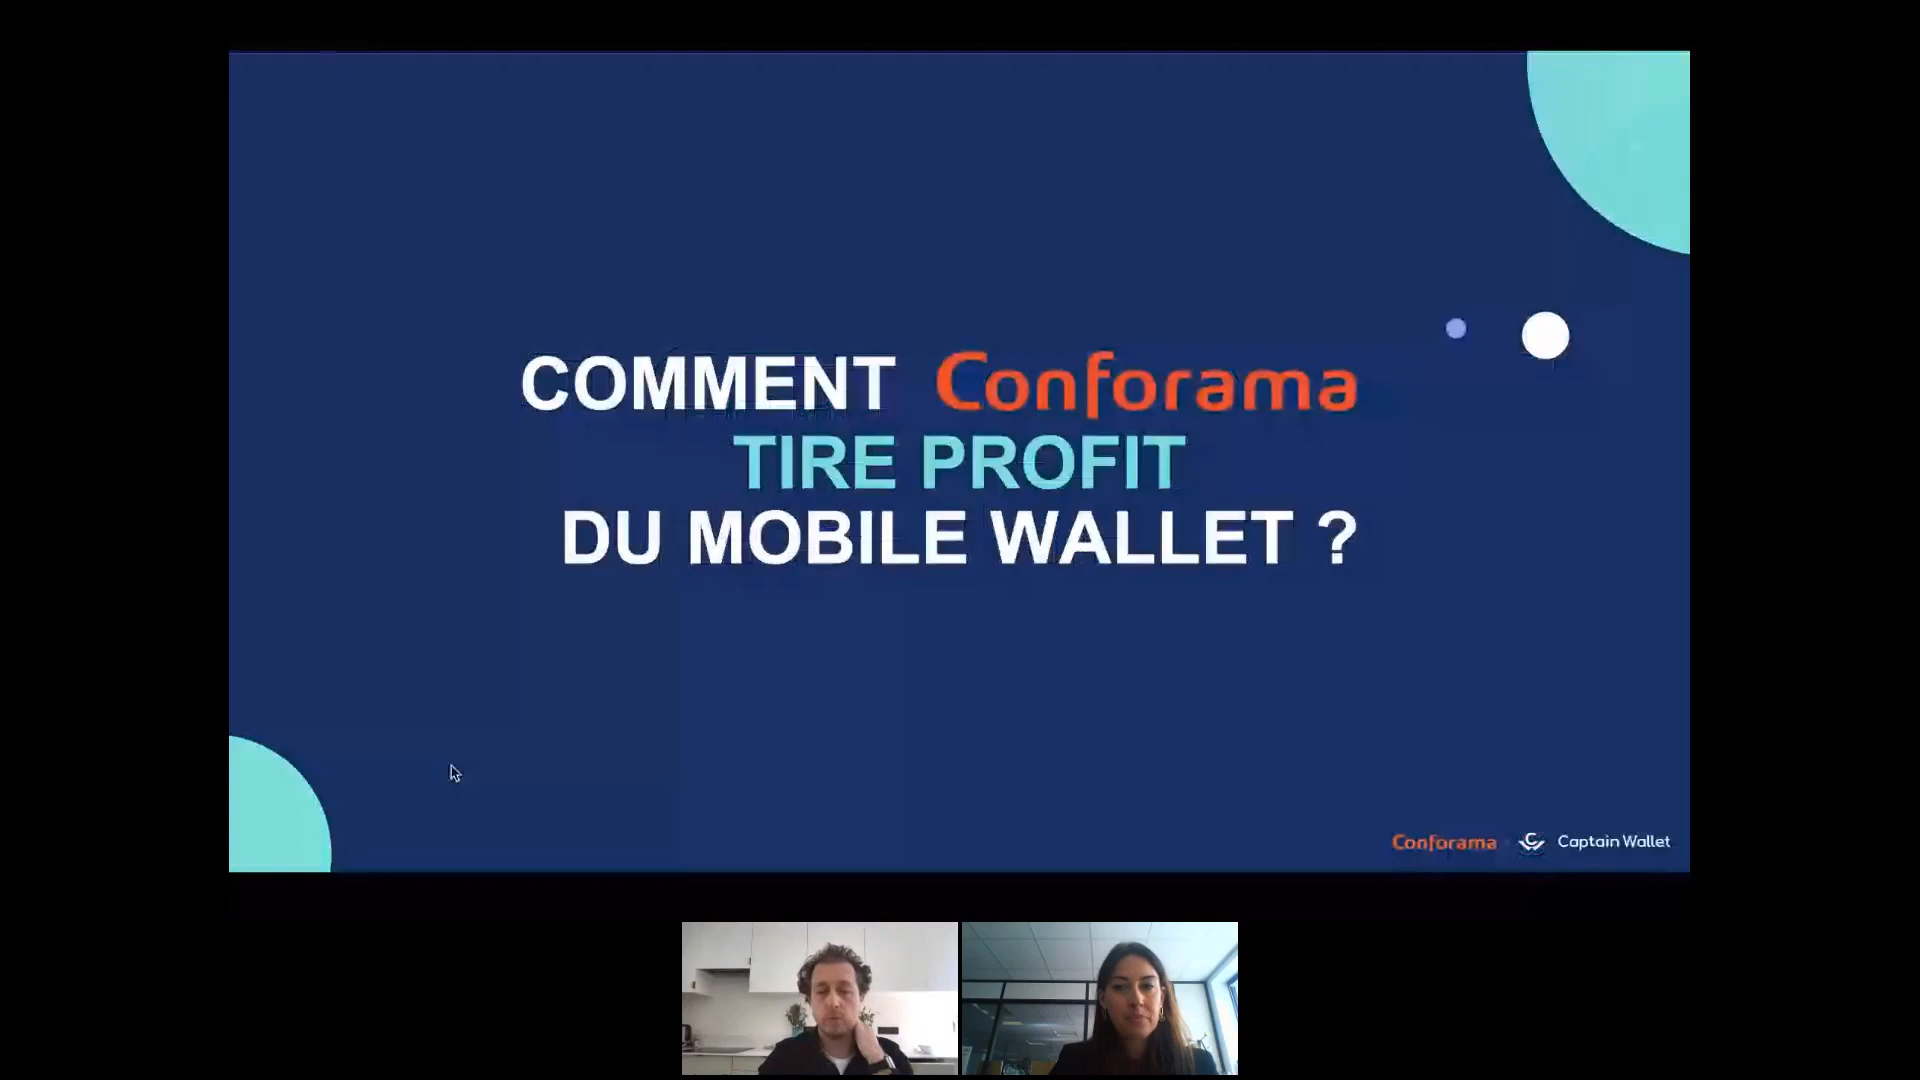 COMMENT Conforama
TIRE PROFIT
DU MOBILE WALLET ?
Conforama Captain Wallet